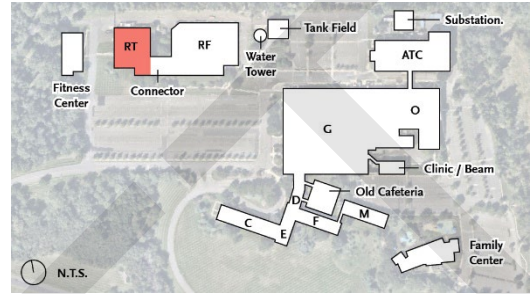 Tank Field
Substation.
RT
RF
Water
Tower
ATC
Fitness
Center
Connector
O
G
Clinic / Beam
Old Cafeteria
D
C
E
F
M
Family
Center
N.T.S.